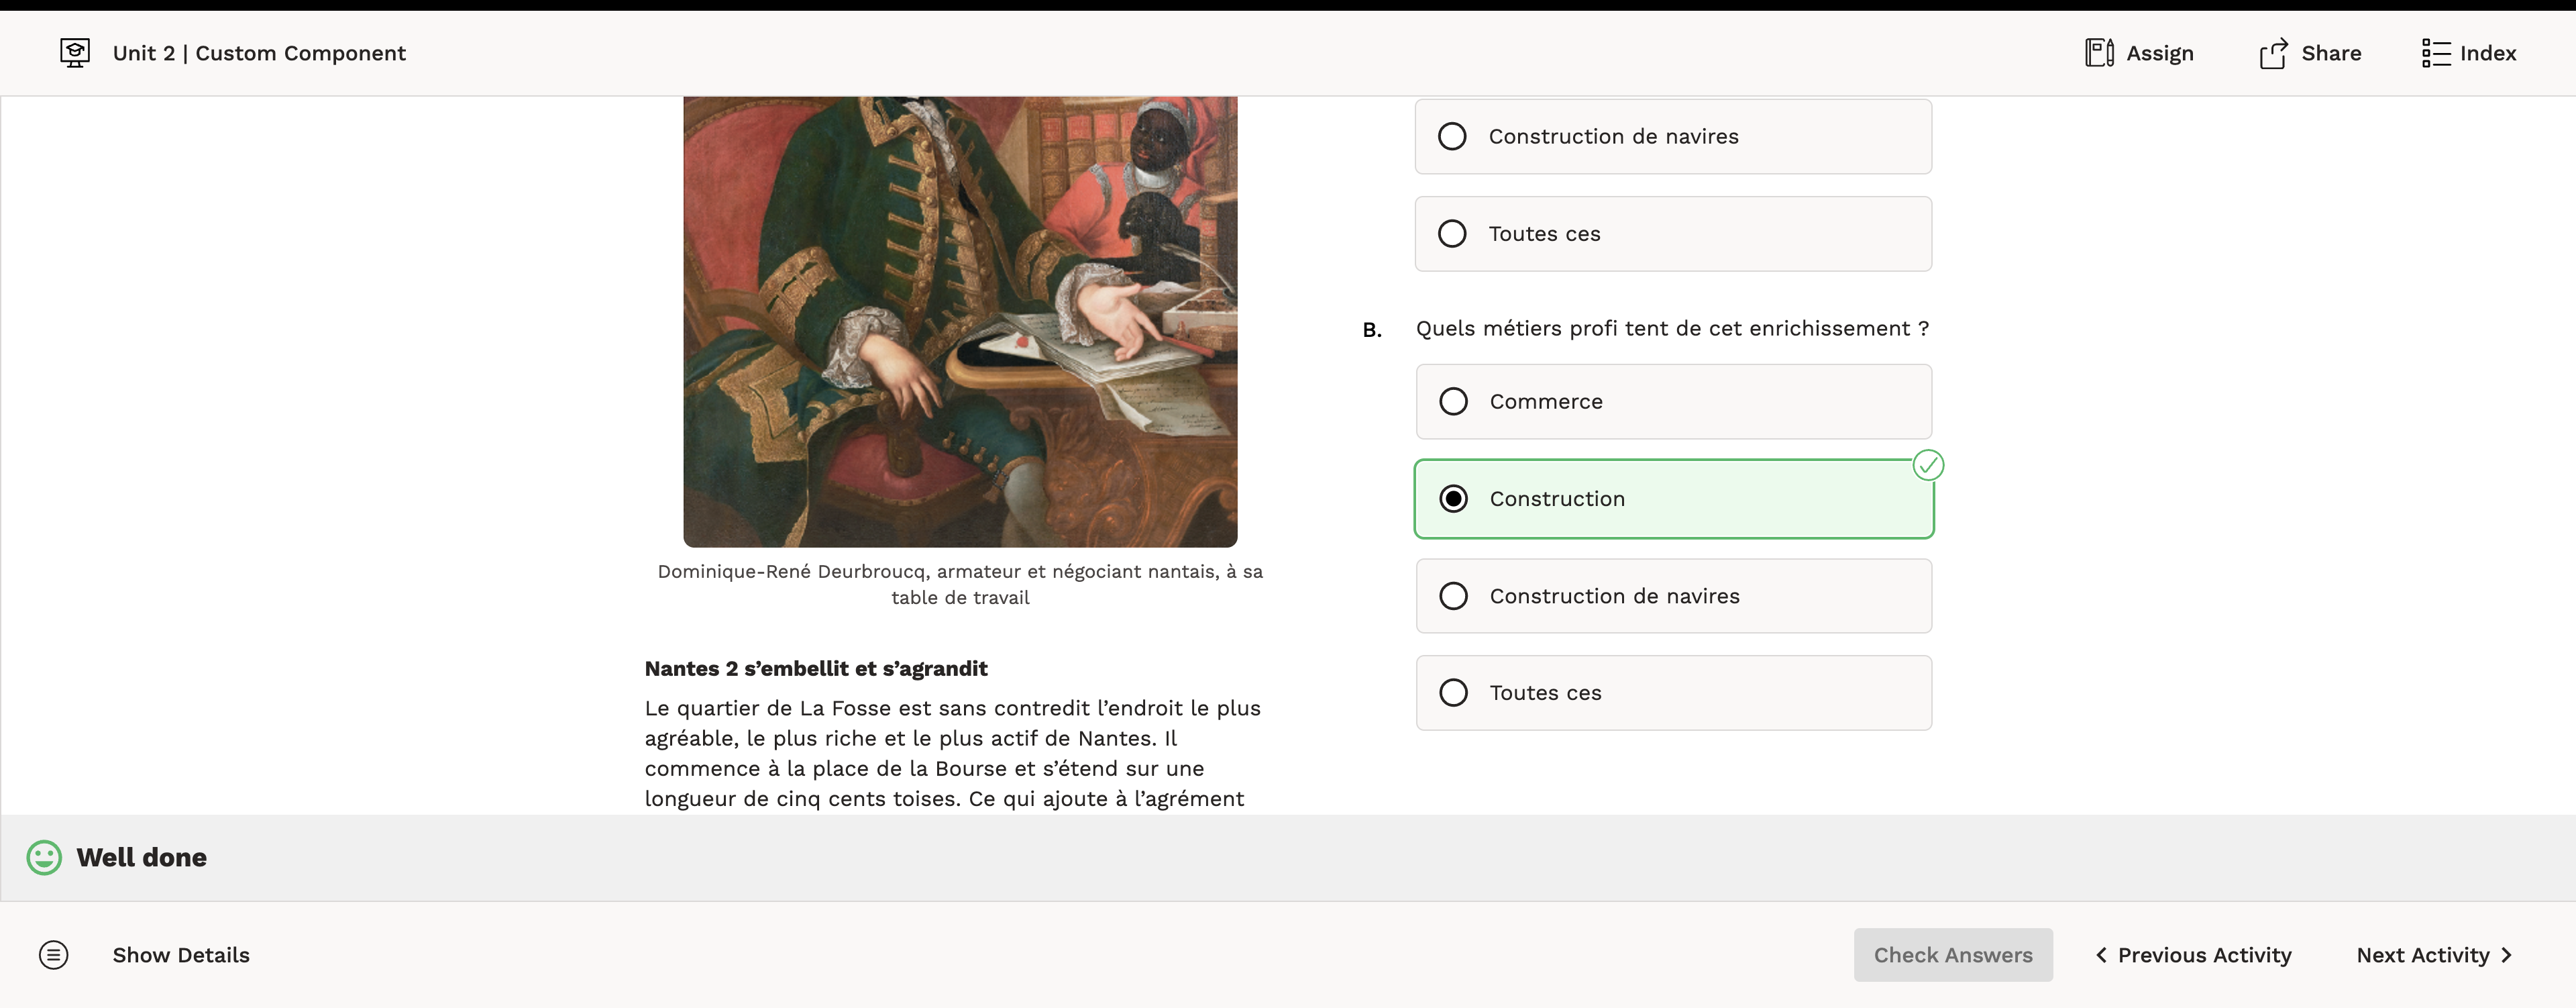 Unit 2 | Custom Component
Assign
Share
Index
Dominique-René Deurbroucq, armateur et négociant nantais, à sa
table de travail
Nantes 2 s’embellit et s’agrandit
Le quartier de La Fosse est sans contredit l’endroit le plus
agréable, le plus riche et le plus actif de Nantes. Il
commence à la place de la Bourse et s’étend sur une
longueur de cinq cents toises. Ce qui ajoute à l’agrément
Construction de navires
Toutes ces
B. Quels métiers profi tent de cet enrichissement ?
Commerce
Construction
Construction de navires
Toutes ces
Well done
Show Details
Check Answers
Previous Activity
Next Activity